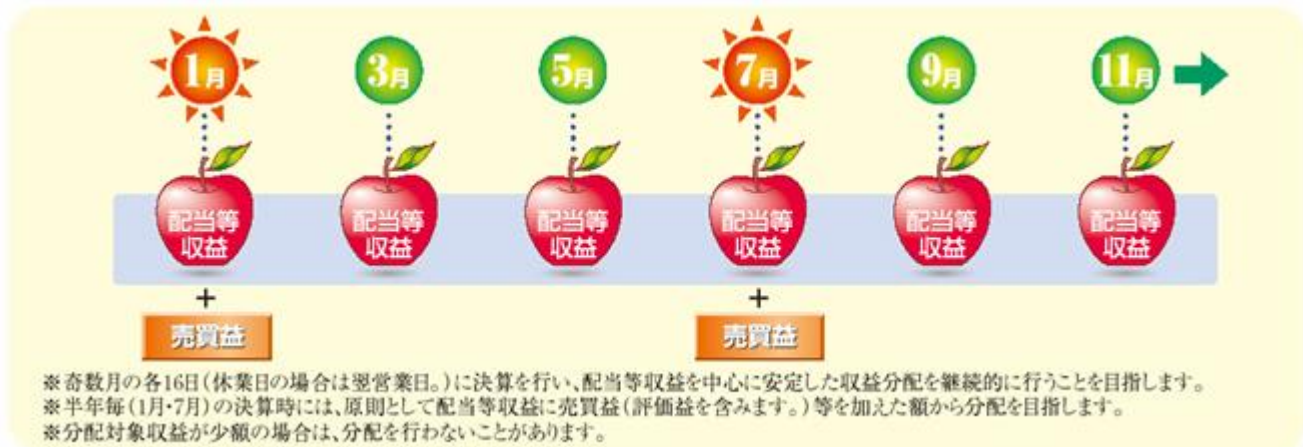 1月 3月 5月 7月 9月 11月
配当等 配当等 配当等 配当等 配当等 配当等
収益 収益 収益 収益 収益 収益
+ +
売買益 売買益
※奇数月の各16日(休業日の場合は翌営業日。)に決算を行い、配当等収益を中心に安定した収益分配を継続的に行うことを目指します。
※半年毎(1月・7月)の決算時には、原則として配当等収益に売買益(評価益を含みます。)等を加えた額から分配を目指します。
※分配対象収益が少額の場合は、分配を行わないことがあります。